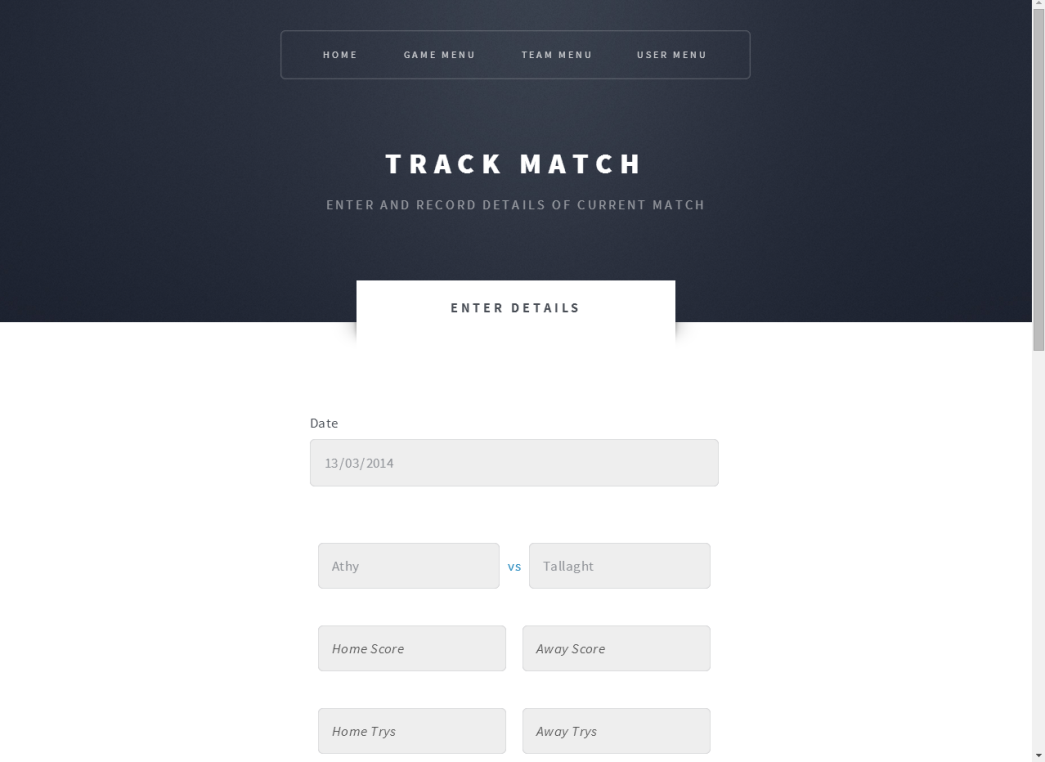 HOME GAME MENU TEAM MENU USER MENU
TRACK MATCH
ENTER AND RECORD DETAILS OF CURRENT MATCH
ENTER DETAILS
Date
13/03/2014
Athy vs Tallaght
Home Score Away Score
Home Trys Away Trys